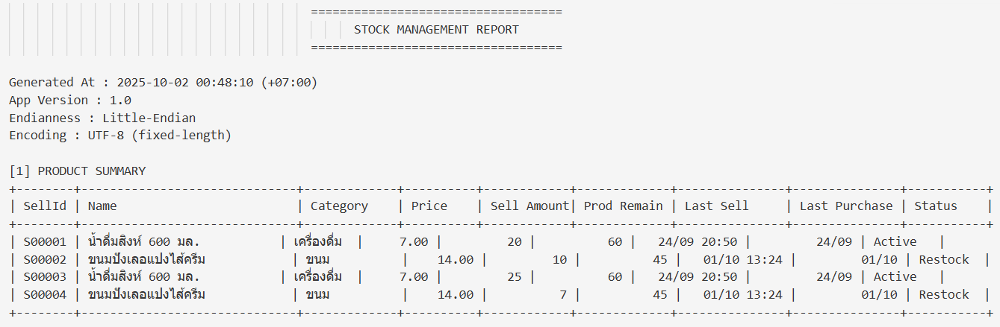 ===================================
STOCK MANAGEMENT REPORT
===================================
Generated At : 2025-10-02 00:48:10 (+07:00)
App Version : 1.0
Endianness : Little-Endian
Encoding : UTF-8 (fixed-length)
[1] PRODUCT SUMMARY
+--------+------------------------------+-------------+----------+------------+-------------+---------------+---------------+-----------+
| SellId | Name                         | Category    | Price    | Sell Amount| Prod Remain | Last Sell     | Last Purchase | Status    |
+--------+------------------------------+-------------+----------+------------+-------------+---------------+---------------+-----------+
| S00001 | น้ำดื่มสิงห์ 600 มล.           | เครื่องดื่ม  |     7.00 |         20 |          60 |   24/09 20:50 |         24/09 | Active   |
| S00002 | ขนมปังเลอแปงไส้ครีม            | ขนม          |    14.00 |         10 |          45 |   01/10 13:24 |         01/10 | Restock  |
| S00003 | น้ำดื่มสิงห์ 600 มล.           | เครื่องดื่ม  |     7.00 |         25 |          60 |   24/09 20:50 |         24/09 | Active   |
| S00004 | ขนมปังเลอแปงไส้ครีม            | ขนม          |    14.00 |          7 |          45 |   01/10 13:24 |         01/10 | Restock  |
+--------+------------------------------+-------------+----------+------------+-------------+---------------+---------------+-----------+